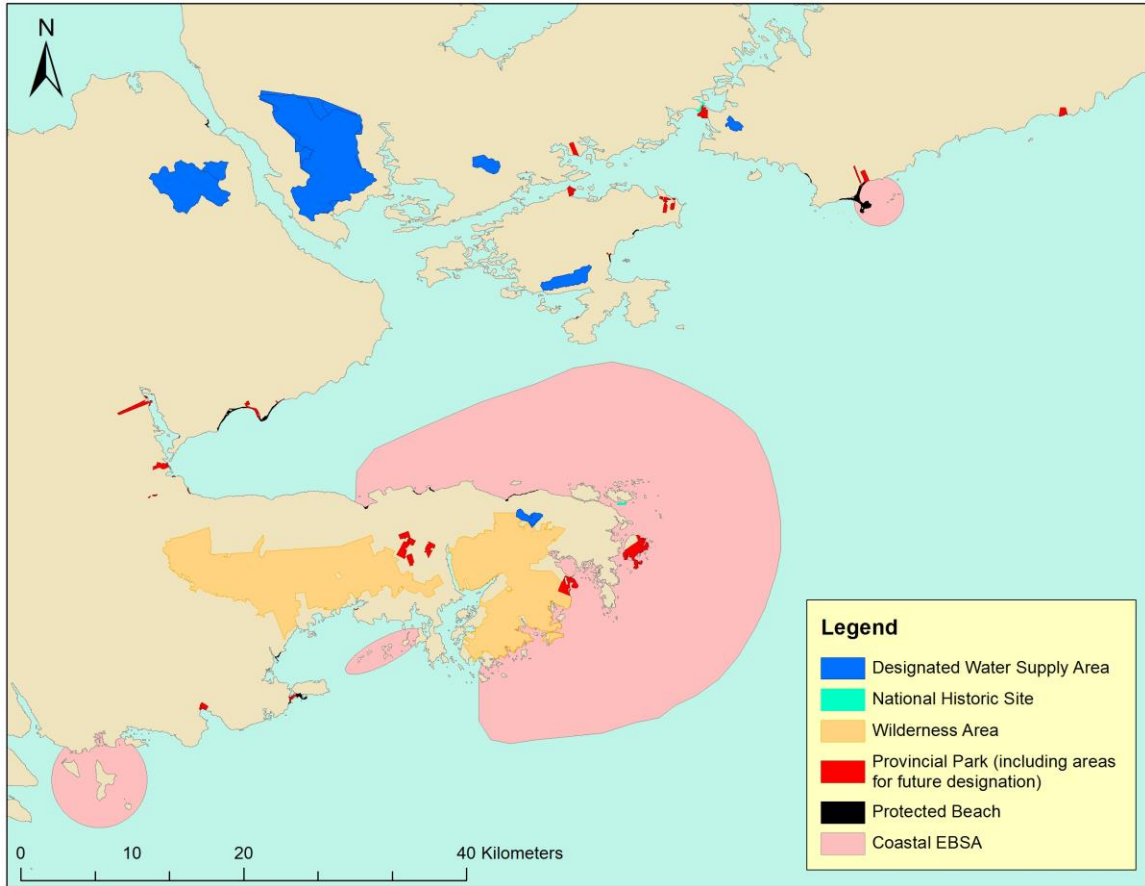 N
Legend
Designated Water Supply Area
National Historic Site
Wilderness Area
Provincial Park (including areas
for future designation)
Protected Beach
Coastal EBSA
0 10 20 40 Kilometers